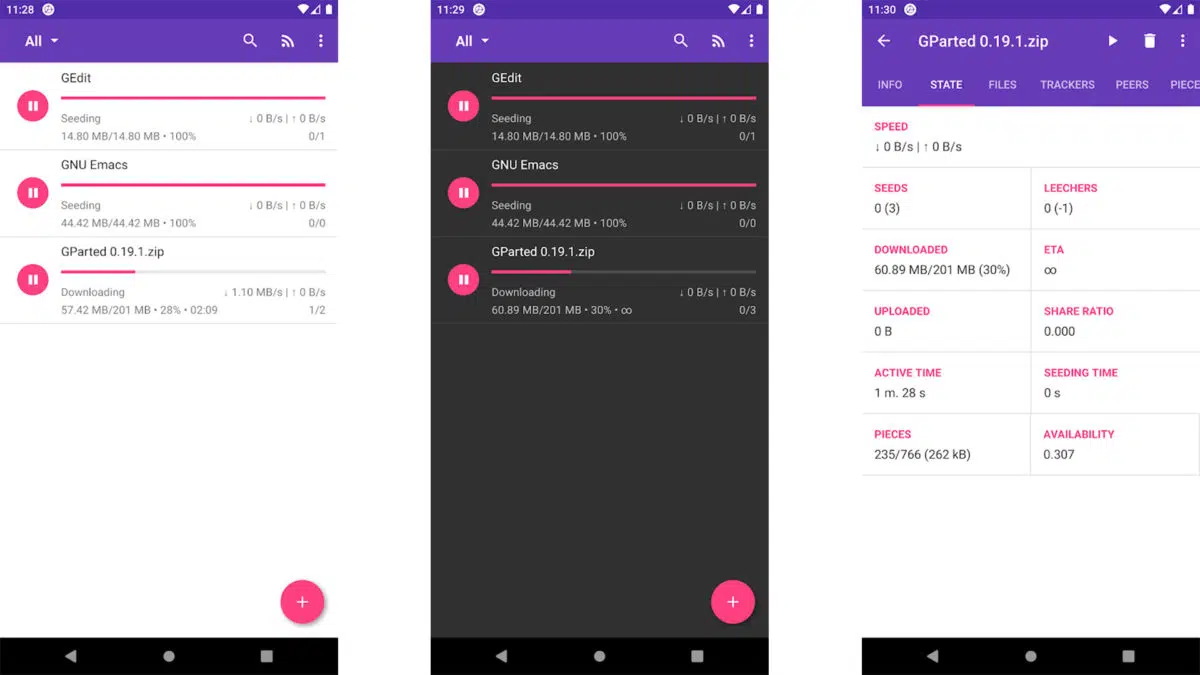 11:28
All
GEdit
Seeding ↓ 0 B/s | ↑ 0 B/s
14.80 MB/14.80 MB • 100% 0/1
GNU Emacs
Seeding ↓ 0 B/s | ↑ 0 B/s
44.42 MB/44.42 MB • 100% 0/0
GParted 0.19.1.zip
Downloading ↓ 1.10 MB/s | ↑ 0 B/s
57.42 MB/201 MB • 28% • 02:09 1/2
11:29
All
GEdit
Seeding ↓ 0 B/s | ↑ 0 B/s
14.80 MB/14.80 MB • 100% 0/1
GNU Emacs
Seeding ↓ 0 B/s | ↑ 0 B/s
44.42 MB/44.42 MB • 100% 0/0
GParted 0.19.1.zip
Downloading ↓ 0 B/s | ↑ 0 B/s
60.89 MB/201 MB • 30% • ∞ 0/3
11:30
GParted 0.19.1.zip
INFO STATE FILES TRACKERS PEERS PIECE
SPEED
↓ 0 B/s | ↑ 0 B/s
SEEDS LEECHERS
0 (3) 0 (-1)
DOWNLOADED ETA
60.89 MB/201 MB (30%) ∞
UPLOADED SHARE RATIO
0 B 0.000
ACTIVE TIME SEEDING TIME
1 m. 28 s 0 s
PIECES AVAILABILITY
235/766 (262 kB) 0.307